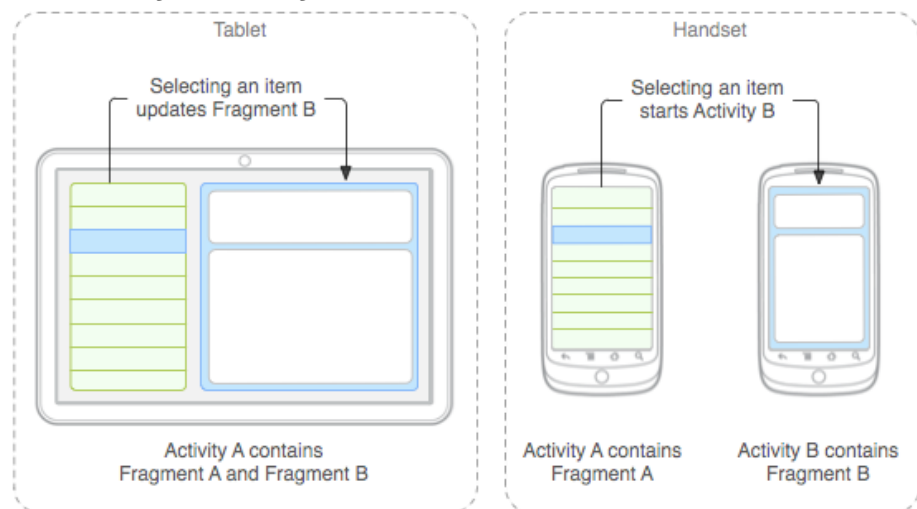 Tablet
Selecting an item
updates Fragment B
Activity A contains
Fragment A and Fragment B
Handset
Selecting an item
starts Activity B
Activity A contains
Fragment A
Activity B contains
Fragment B